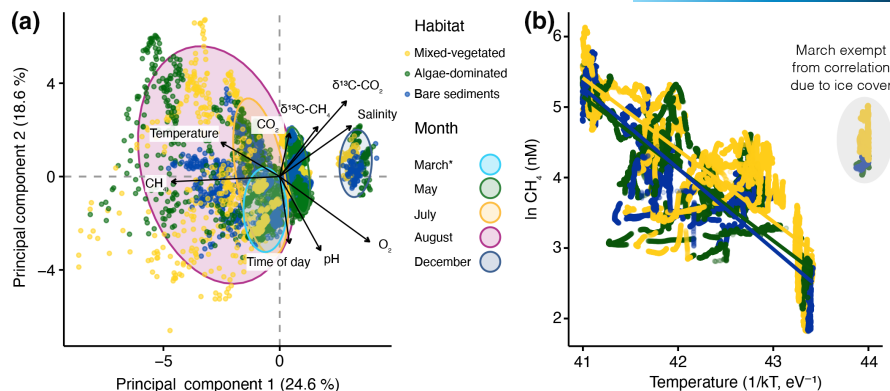 (a)
Principal component 2 (18.6 %)
4
0
−4
−5
0
Principal component 1 (24.6 %)
δ¹³C-CO₂
δ¹³C-CH₄
Salinity
CO₂
Temperature
CH
O₂
pH
Time of day
Habitat
Mixed-vegetated
Algae-dominated
Bare sediments
Month
March*
May
July
August
December
(b)
ln CH₄ (nM)
6
5
4
3
2
41
42
43
44
Temperature (1/kT, eV⁻¹)
March exempt
from correlation
due to ice cover